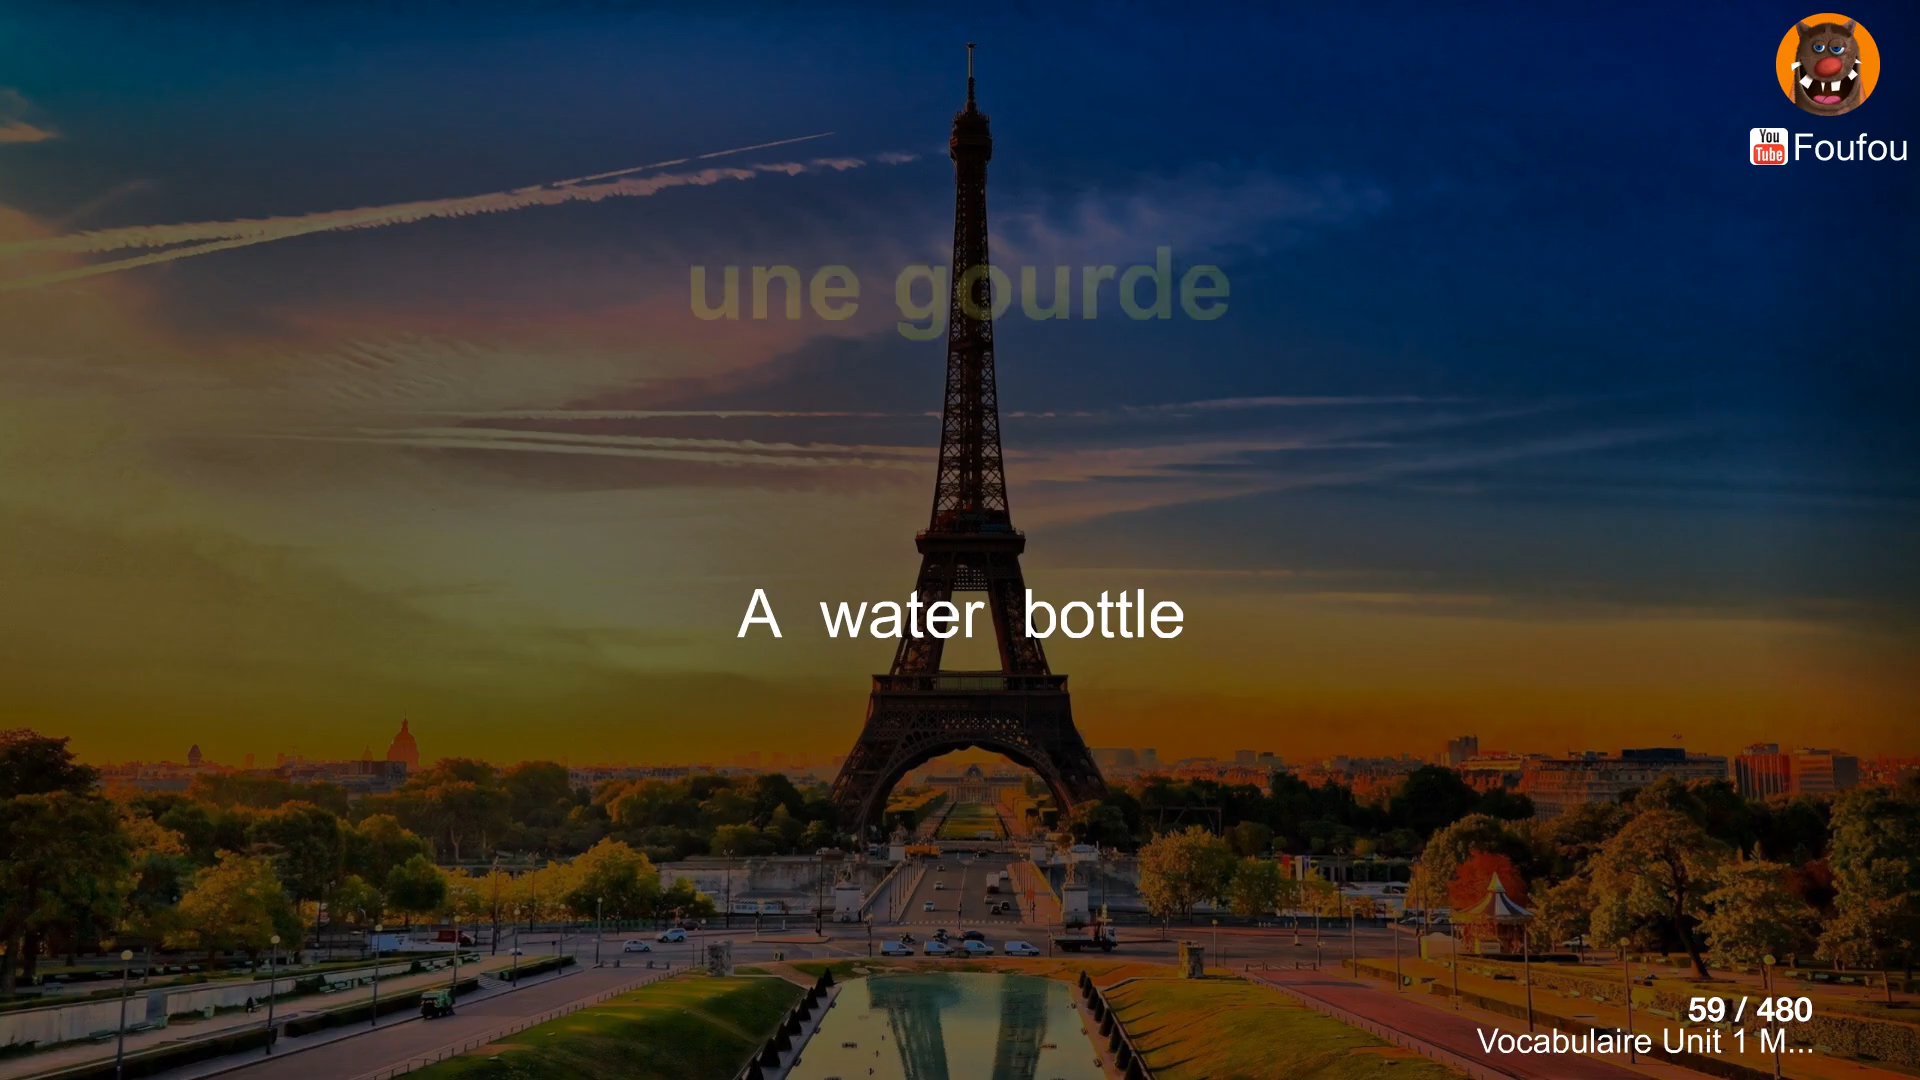 You
Tube Foufou
une gourde
A water bottle
59 / 480
Vocabulaire Unit 1 M...